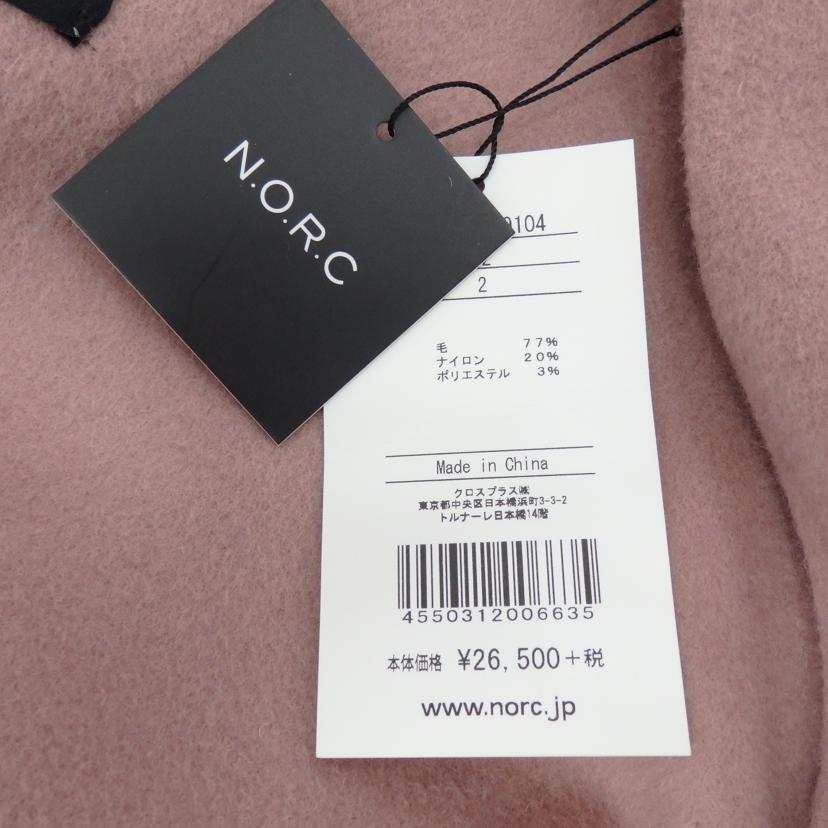 N.O.R.C
0104
2
2
毛 77%
ナイロン 20%
ポリエステル 3%
Made in China
クロスプラス㈱
東京都中央区日本橋浜町3-3-2
トルナーレ日本橋14階
4550312006635
本体価格 ¥26,500+税
www.norc.jp